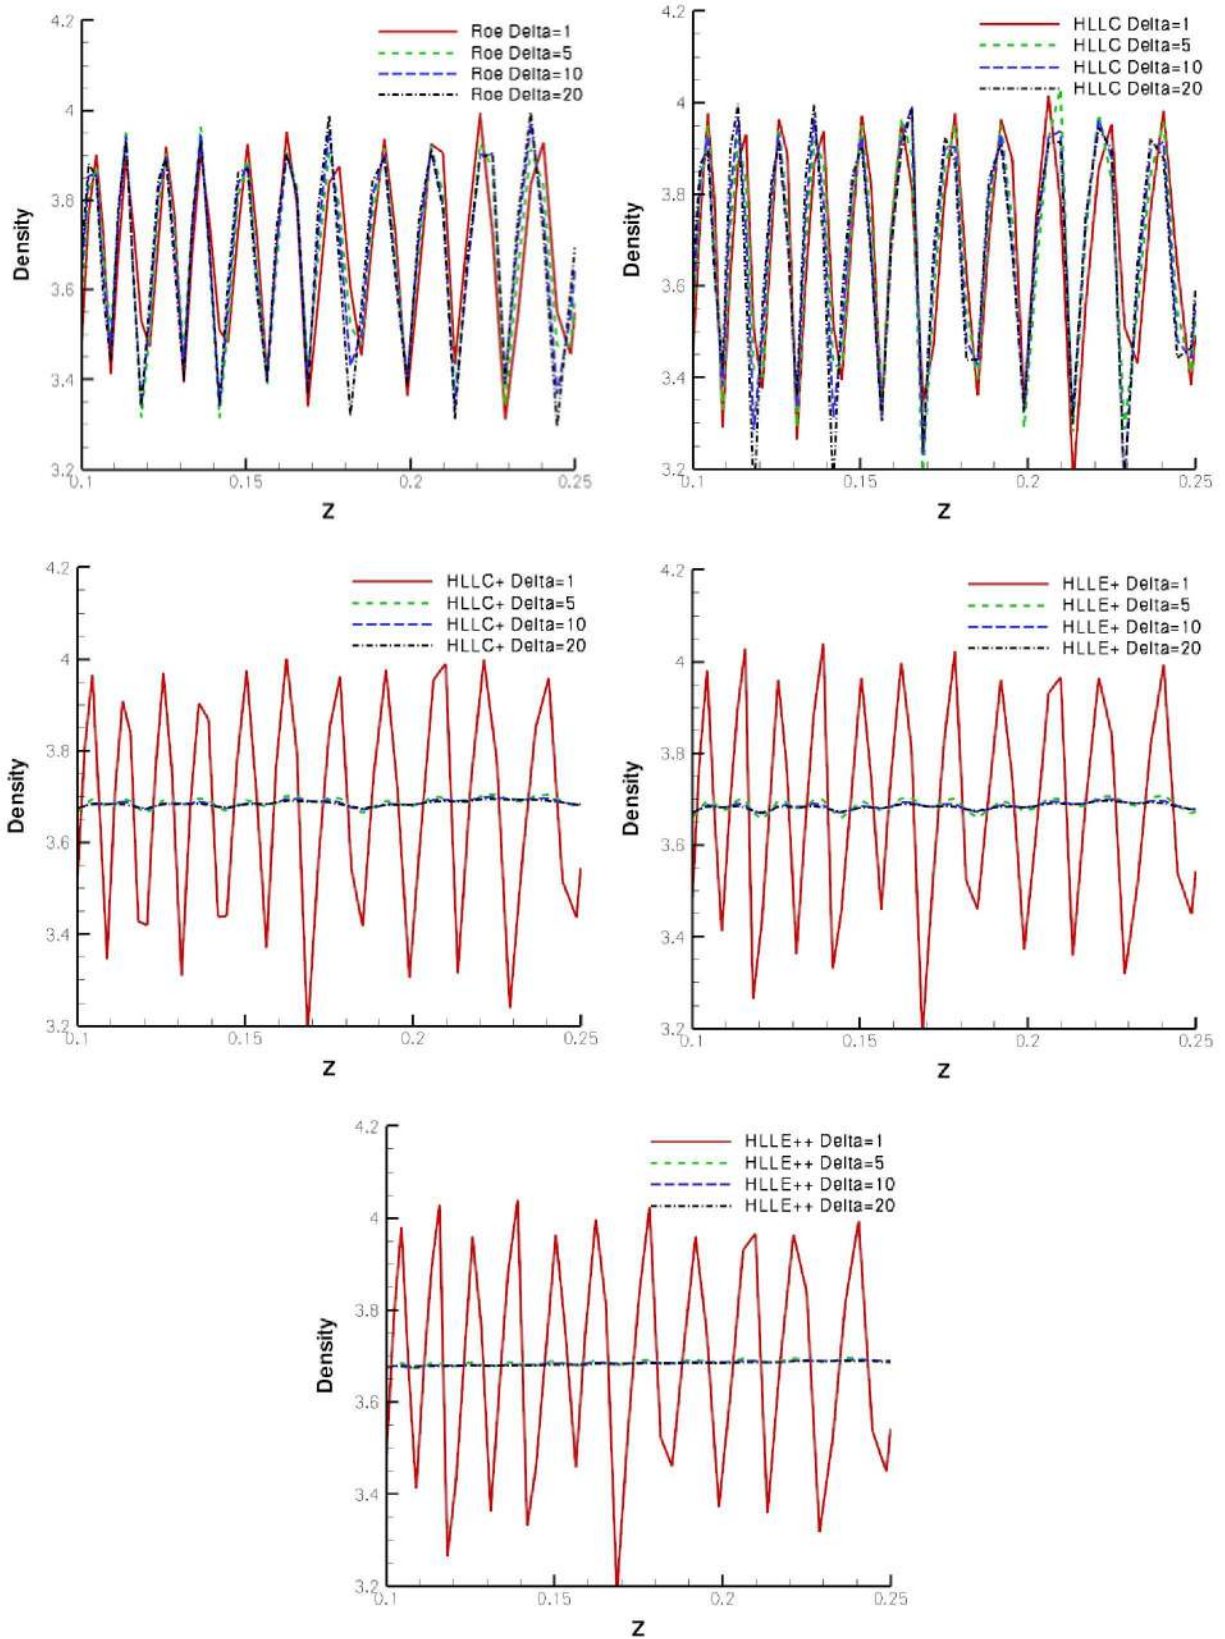 4.2
Roe Delta=1
Roe Delta=5
Roe Delta=10
Roe Delta=20
4
3.8
3.6
3.4
3.2
Density
0.1
0.15
0.2
0.25
Z
4.2
HLLC Delta=1
HLLC Delta=5
HLLC Delta=10
HLLC Delta=20
4
3.8
3.6
3.4
3.2
Density
0.1
0.15
0.2
0.25
Z
4.2
HLLC+ Delta=1
HLLC+ Delta=5
HLLC+ Delta=10
HLLC+ Delta=20
4
3.8
3.6
3.4
3.2
Density
0.1
0.15
0.2
0.25
Z
4.2
HLLE+ Delta=1
HLLE+ Delta=5
HLLE+ Delta=10
HLLE+ Delta=20
4
3.8
3.6
3.4
3.2
Density
0.1
0.15
0.2
0.25
Z
4.2
HLLE++ Delta=1
HLLE++ Delta=5
HLLE++ Delta=10
HLLE++ Delta=20
4
3.8
3.6
3.4
3.2
Density
0.1
0.15
0.2
0.25
Z